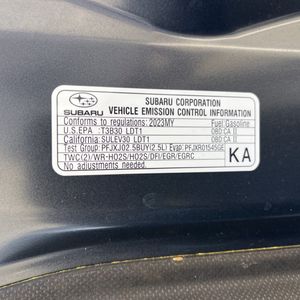 SUBARU CORPORATION
SUBARU
VEHICLE EMISSION CONTROL INFORMATION
Conforms to regulations: 2023MY Fuel:Gasoline
U.S.EPA :T3B30 LDT1 OBD CA II
California:SULEV30 LDT1 OBD CA II
Test Group:PFJXJ02.5BUY(2.5L) Evap:PFJXR01545GE
TWC(2)/WR-HO2S/HO2S/DFI/EGR/EGRC
No adjustments needed.
KA